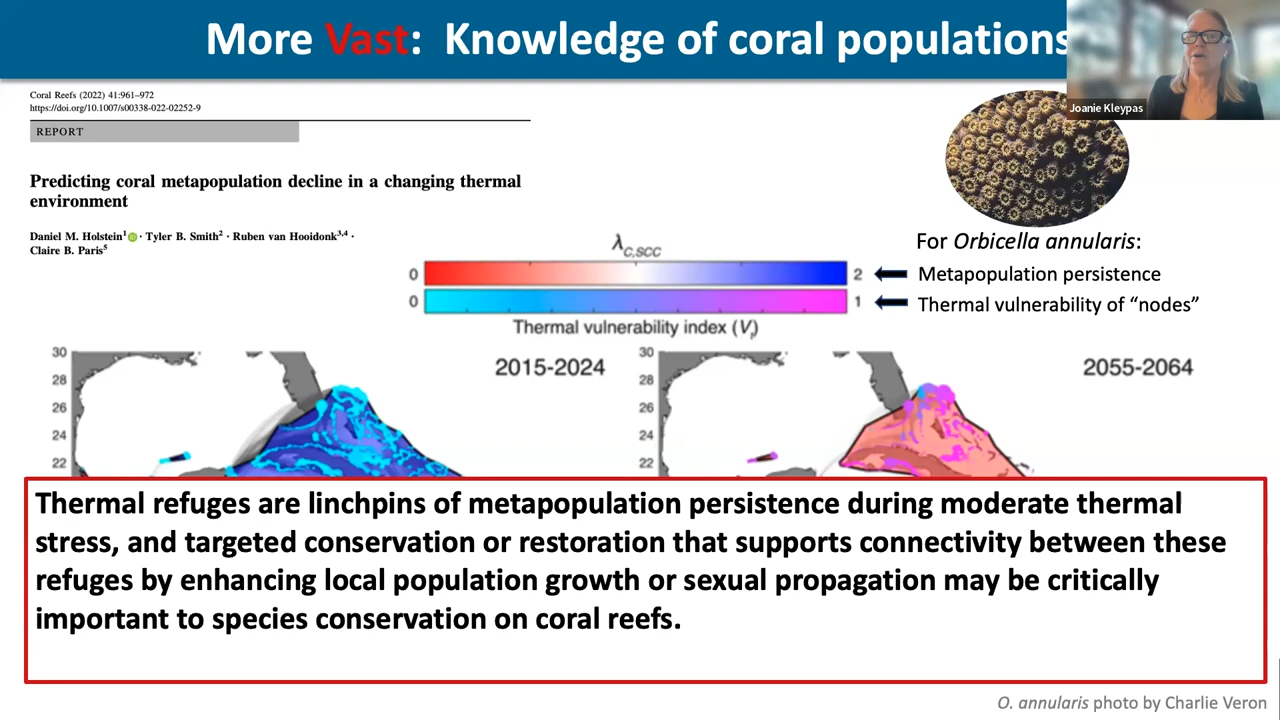 More Vast: Knowledge of coral populations
Joanie Kleypas
Coral Reefs (2022) 41:961–972
https://doi.org/10.1007/s00338-022-02252-9
REPORT
Predicting coral metapopulation decline in a changing thermal
environment
Daniel M. Holstein1 · Tyler B. Smith2 · Ruben van Hooidonk3,4 ·
Claire B. Paris5
For Orbicella annularis:
λC,SCC
0 2 Metapopulation persistence
0 1 Thermal vulnerability of “nodes”
Thermal vulnerability index (Vi)
2015-2024
30
28
26
24
22
2055-2064
30
28
26
24
22
Thermal refuges are linchpins of metapopulation persistence during moderate thermal
stress, and targeted conservation or restoration that supports connectivity between these
refuges by enhancing local population growth or sexual propagation may be critically
important to species conservation on coral reefs.
O. annularis photo by Charlie Veron